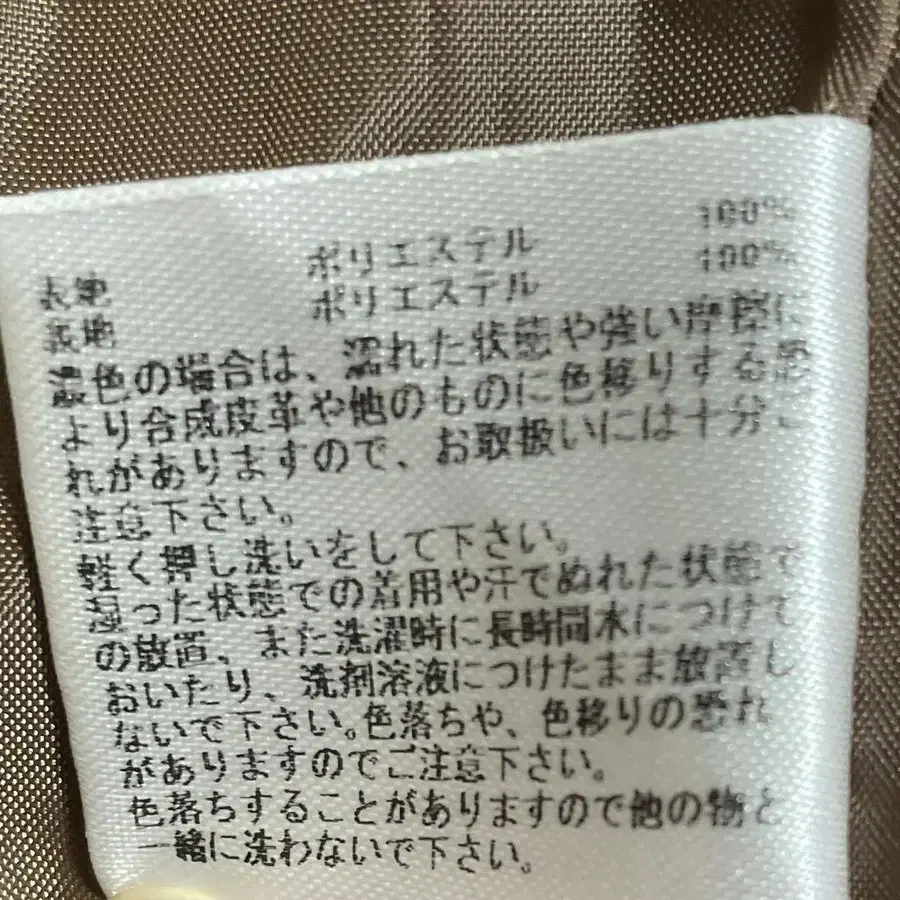 表地 ポリエステル 100%
裏地 ポリエステル 100%
濃色の場合は、濡れた状態や強い摩擦に
より合成皮革や他のものに色移りする恐
れがありますので、お取扱いには十分ご
注意下さい。
軽く押し洗いをして下さい。
湿った状態での着用や汗でぬれた状態で
の放置、また洗濯時に長時間水につけて
おいたり、洗剤溶液につけたまま放置し
ないで下さい。色落ちや、色移りの恐れ
がありますのでご注意下さい。
色落ちすることがありますので他の物と
一緒に洗わないで下さい。